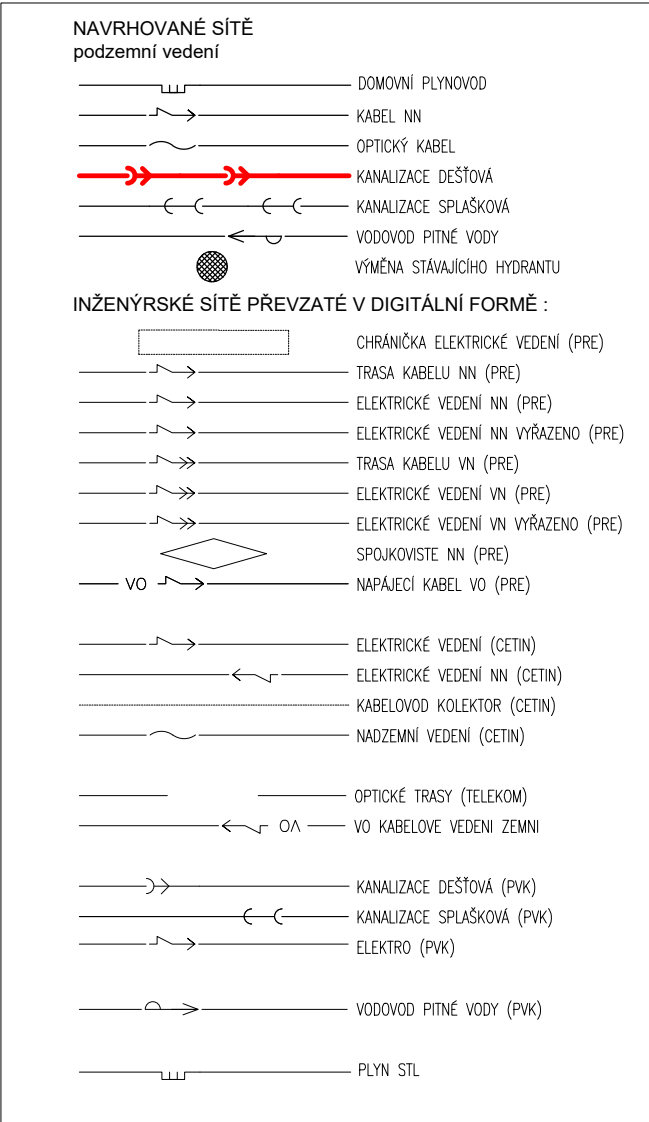 NAVRHOVANÉ SÍTĚ
podzemní vedení
DOMOVNÍ PLYNOVOD
KABEL NN
OPTICKÝ KABEL
KANALIZACE DEŠŤOVÁ
KANALIZACE SPLAŠKOVÁ
VODOVOD PITNÉ VODY
VÝMĚNA STÁVAJÍCÍHO HYDRANTU
INŽENÝRSKÉ SÍTĚ PŘEVZATÉ V DIGITÁLNÍ FORMĚ :
CHRÁNIČKA ELEKTRICKÉ VEDENÍ (PRE)
TRASA KABELU NN (PRE)
ELEKTRICKÉ VEDENÍ NN (PRE)
ELEKTRICKÉ VEDENÍ NN VYŘAZENO (PRE)
TRASA KABELU VN (PRE)
ELEKTRICKÉ VEDENÍ VN (PRE)
ELEKTRICKÉ VEDENÍ VN VYŘAZENO (PRE)
SPOJKOVISTE NN (PRE)
VO NAPÁJECÍ KABEL VO (PRE)
ELEKTRICKÉ VEDENÍ (CETIN)
ELEKTRICKÉ VEDENÍ NN (CETIN)
KABELOVOD KOLEKTOR (CETIN)
NADZEMNÍ VEDENÍ (CETIN)
OPTICKÉ TRASY (TELEKOM)
VO VO KABELOVE VEDENI ZEMNI
KANALIZACE DEŠŤOVÁ (PVK)
KANALIZACE SPLAŠKOVÁ (PVK)
ELEKTRO (PVK)
VODOVOD PITNÉ VODY (PVK)
PLYN STL